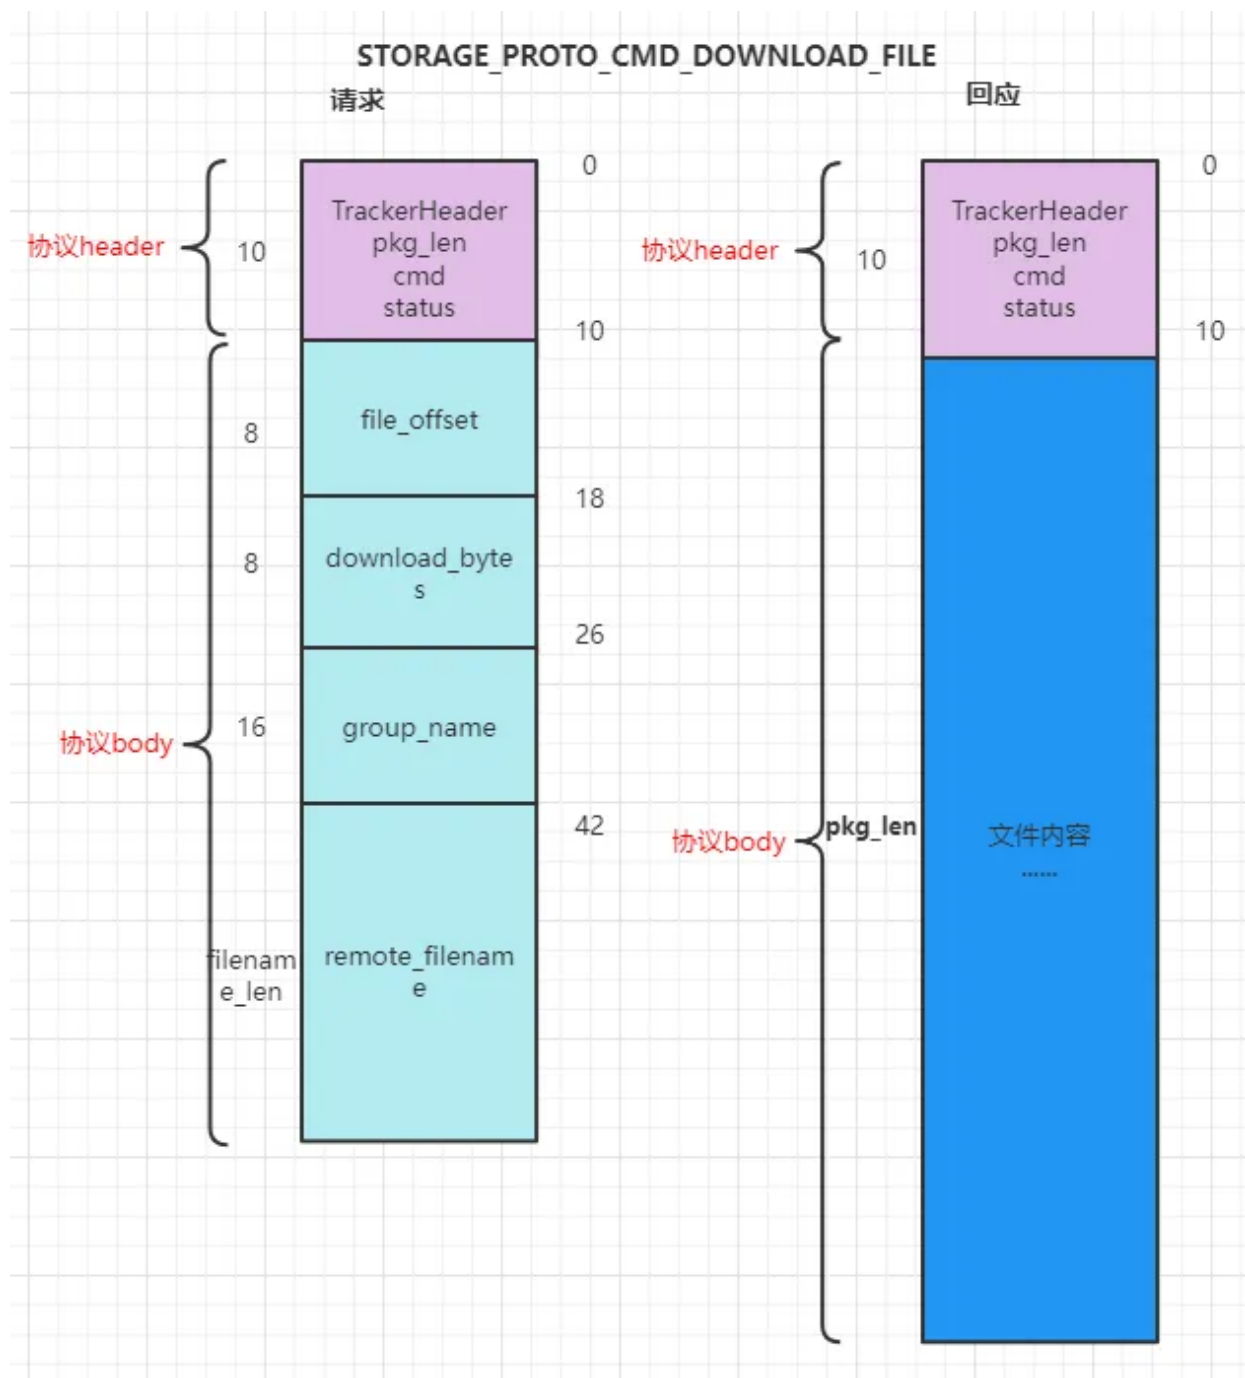 STORAGE_PROTO_CMD_DOWNLOAD_FILE
请求
回应
0
TrackerHeader
pkg_len
cmd
status
协议header
10
10
file_offset
8
18
download_byte
s
8
26
group_name
16
协议body
42
remote_filenam
e
filenam
e_len
0
TrackerHeader
pkg_len
cmd
status
协议header
10
10
协议body
pkg_len
文件内容
......